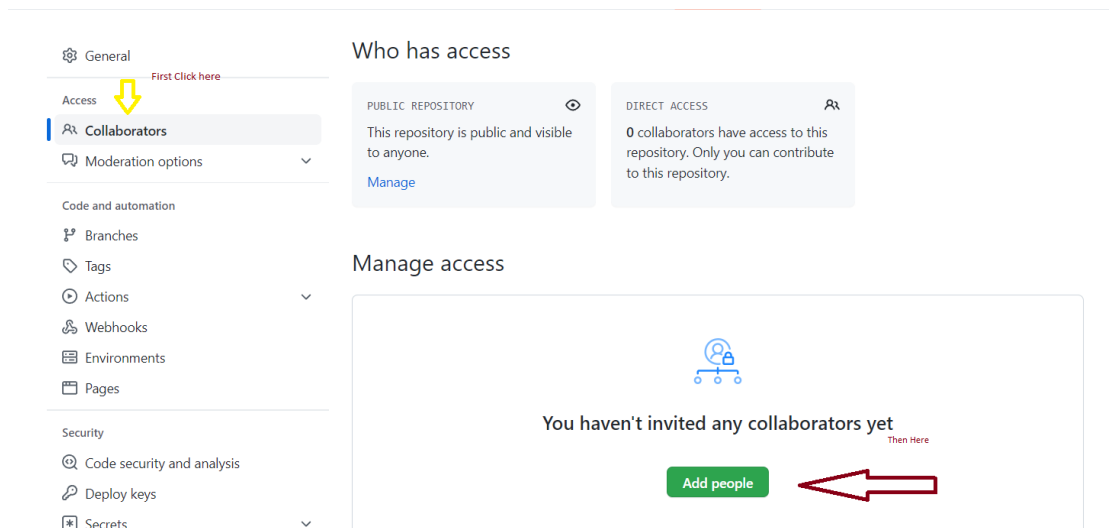 General
First Click here
Access
Collaborators
Moderation options
Code and automation
Branches
Tags
Actions
Webhooks
Environments
Pages
Security
Code security and analysis
Deploy keys
Secrets
Who has access
PUBLIC REPOSITORY
This repository is public and visible
to anyone.
Manage
DIRECT ACCESS
0 collaborators have access to this
repository. Only you can contribute
to this repository.
Manage access
You haven't invited any collaborators yet
Then Here
Add people